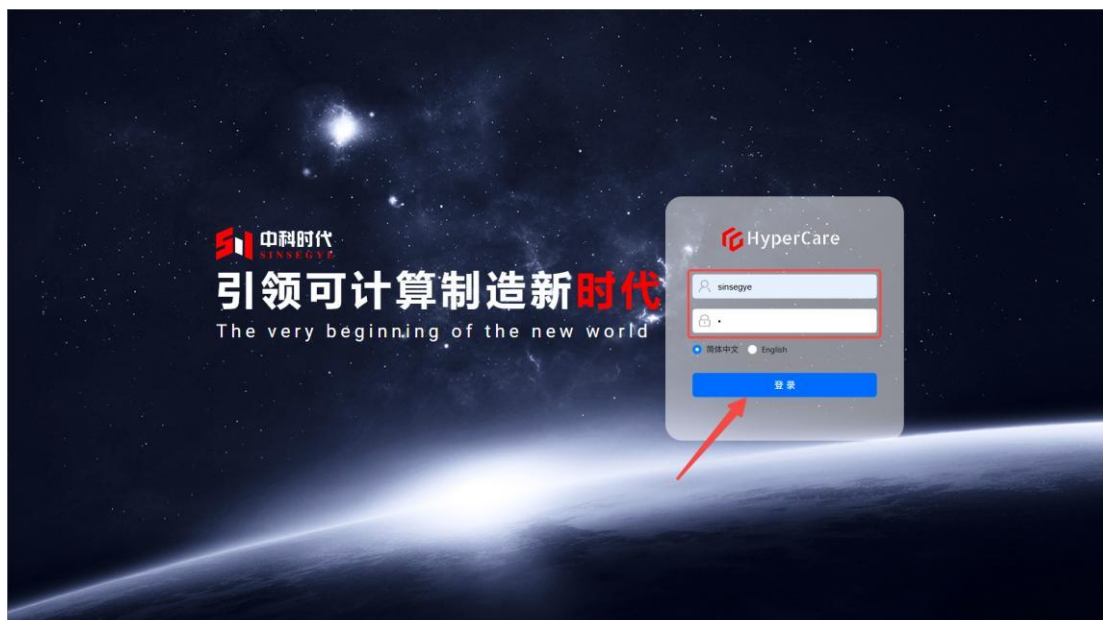 中科时代
SINSEGYE
引领可计算制造新时代
The very beginning of the new world
HyperCare
sinsegye
•
简体中文 English
登 录